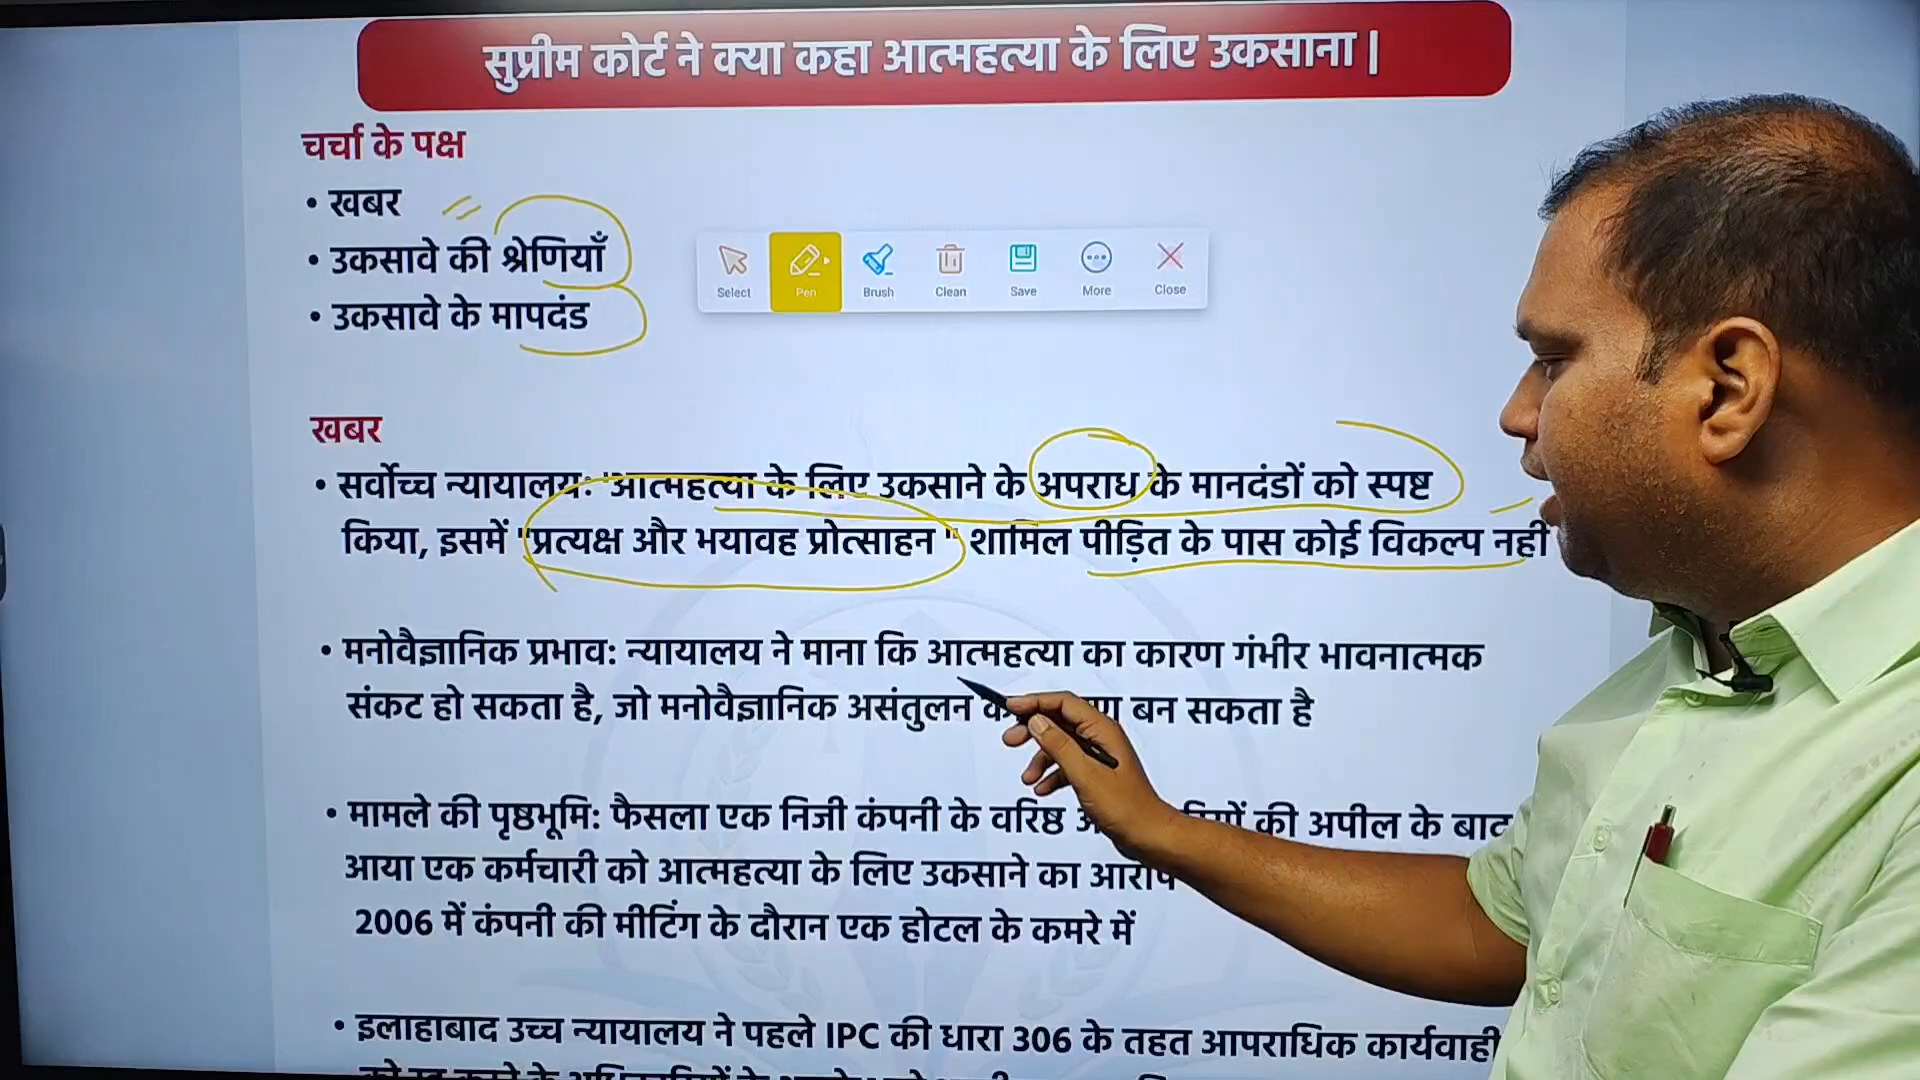 सुप्रीम कोर्ट ने क्या कहा आत्महत्या के लिए उकसाना |
चर्चा के पक्ष
• खबर
• उकसावे की श्रेणियाँ
• उकसावे के मापदंड
Select Pen Brush Clean Save More Close
खबर
• सर्वोच्च न्यायालय: 'आत्महत्या के लिए उकसाने के अपराध के मानदंडों को स्पष्ट
किया, इसमें "प्रत्यक्ष और भयावह प्रोत्साहन " शामिल पीड़ित के पास कोई विकल्प नही
• मनोवैज्ञानिक प्रभाव: न्यायालय ने माना कि आत्महत्या का कारण गंभीर भावनात्मक
संकट हो सकता है, जो मनोवैज्ञानिक असंतुलन बन सकता है
• मामले की पृष्ठभूमि: फैसला एक निजी कंपनी के वरिष्ठ की अपील के बाद
आया एक कर्मचारी को आत्महत्या के लिए उकसाने का आरोप
2006 में कंपनी की मीटिंग के दौरान एक होटल के कमरे में
• इलाहाबाद उच्च न्यायालय ने पहले IPC की धारा 306 के तहत आपराधिक कार्यवाही